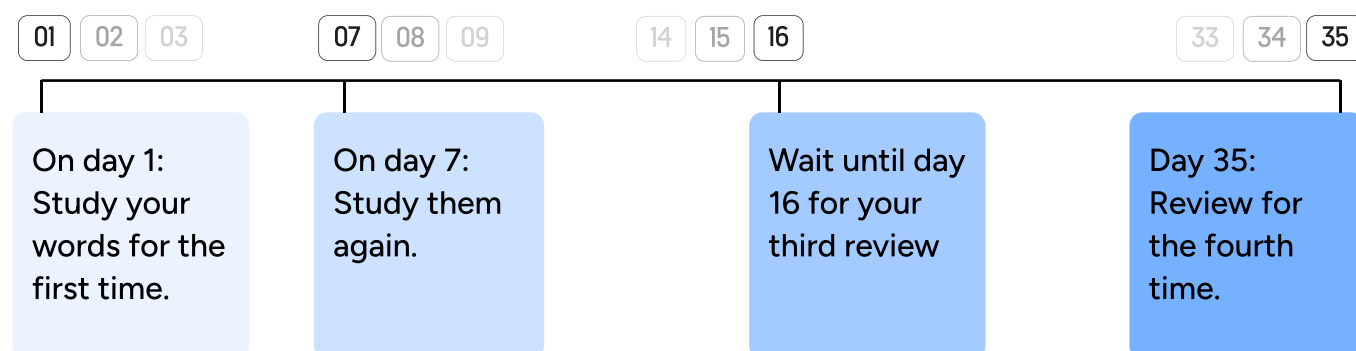 01 02 03 07 08 09 14 15 16 33 34 35
On day 1:
Study your
words for the
first time.
On day 7:
Study them
again.
Wait until day
16 for your
third review
Day 35:
Review for
the fourth
time.